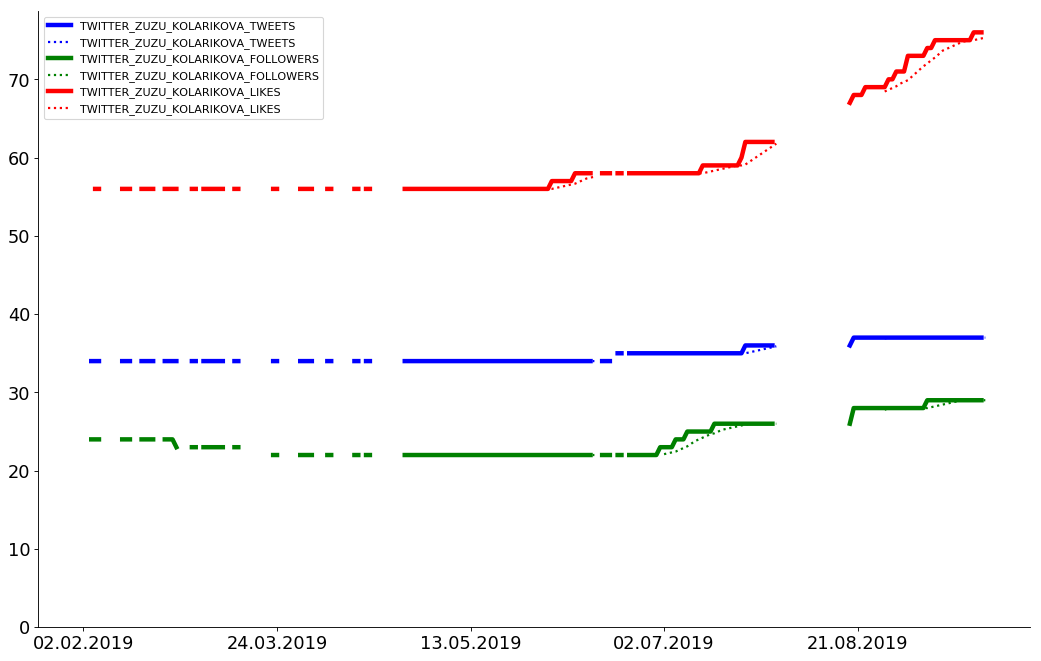 TWITTER_ZUZU_KOLARIKOVA_TWEETS
TWITTER_ZUZU_KOLARIKOVA_TWEETS
TWITTER_ZUZU_KOLARIKOVA_FOLLOWERS
TWITTER_ZUZU_KOLARIKOVA_FOLLOWERS
TWITTER_ZUZU_KOLARIKOVA_LIKES
TWITTER_ZUZU_KOLARIKOVA_LIKES
70
60
50
40
30
20
10
0
02.02.2019 24.03.2019 13.05.2019 02.07.2019 21.08.2019